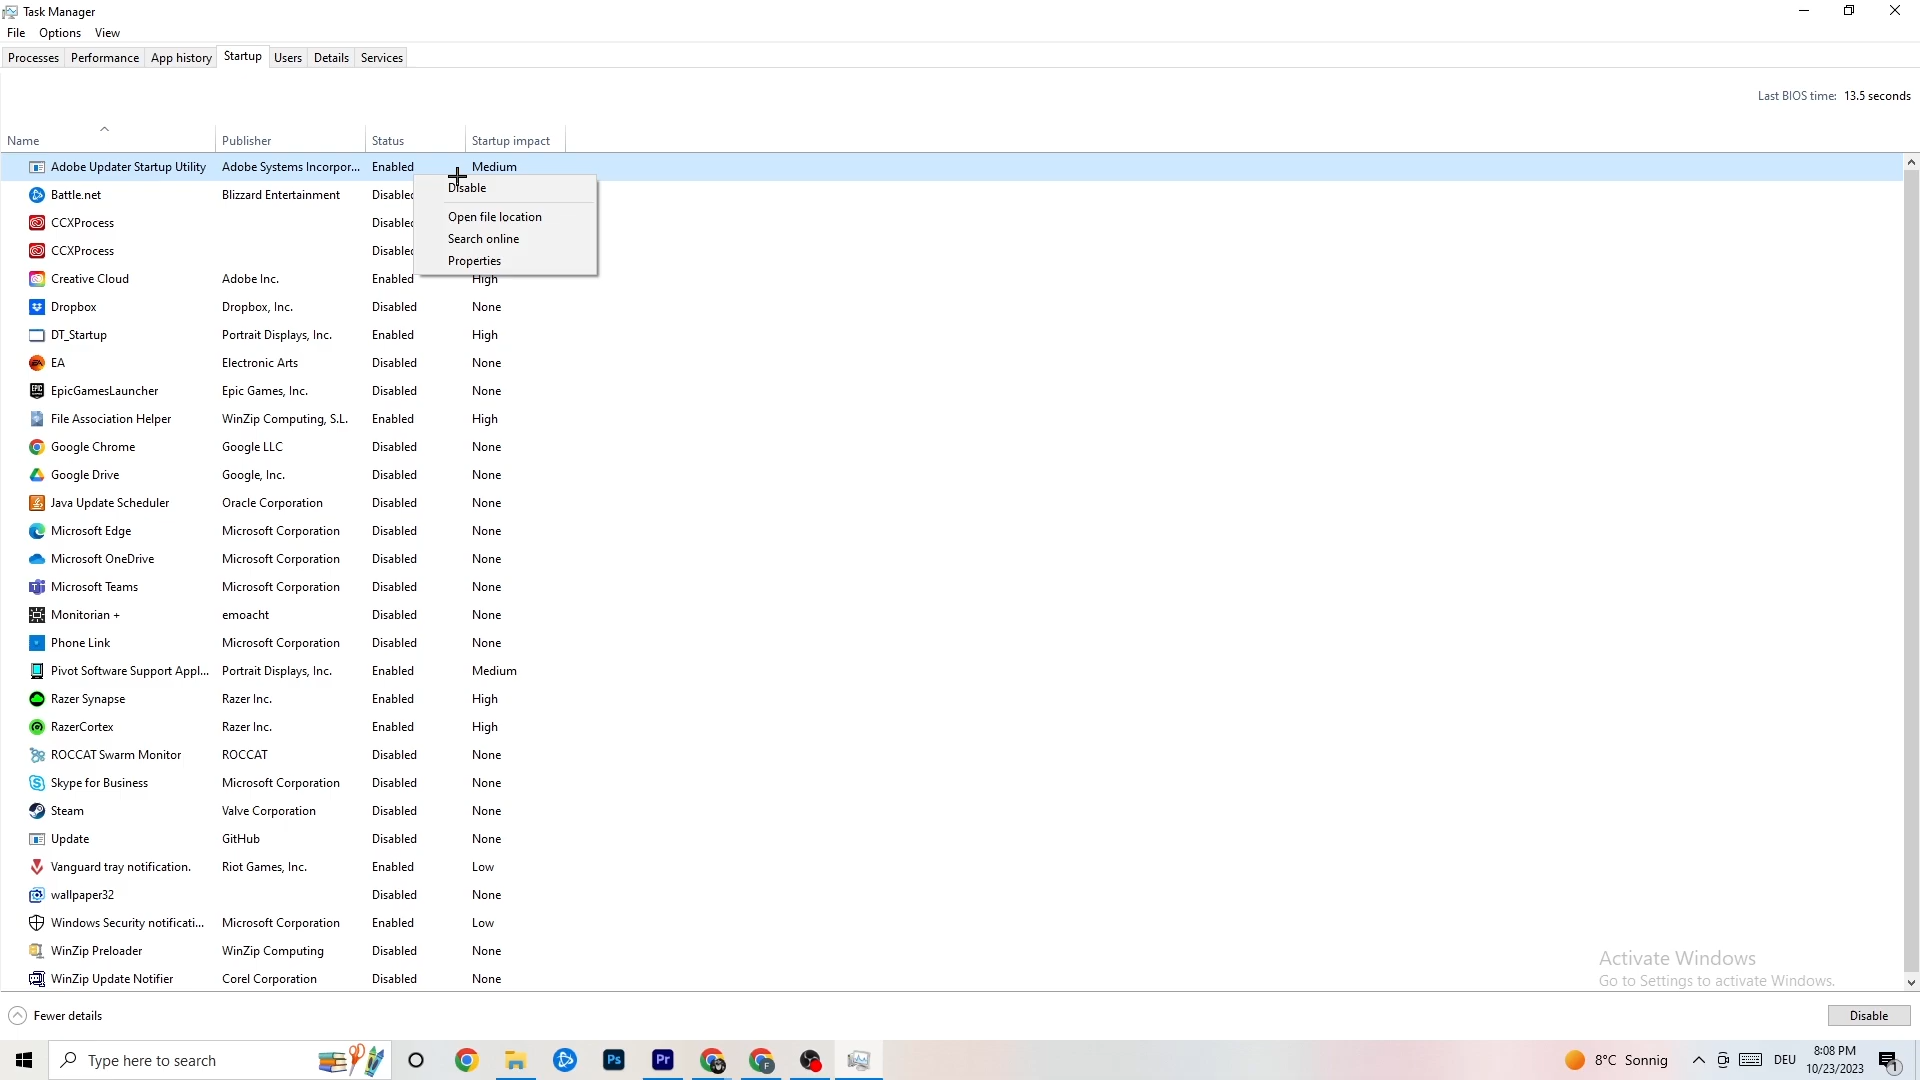 Task Manager
File Options View
Processes Performance App history Startup Users Details Services
Last BIOS time: 13.5 seconds
Name Publisher Status Startup impact
Adobe Updater Startup Utility Adobe Systems Incorpor... Enabled Medium
Disable
Battle.net Blizzard Entertainment Disabled
Open file location
CCXProcess Disabled
Search online
CCXProcess Disabled
Properties
Creative Cloud Adobe Inc. Enabled High
Dropbox Dropbox, Inc. Disabled None
DT_Startup Portrait Displays, Inc. Enabled High
EA Electronic Arts Disabled None
EpicGamesLauncher Epic Games, Inc. Disabled None
File Association Helper WinZip Computing, S.L. Enabled High
Google Chrome Google LLC Disabled None
Google Drive Google, Inc. Disabled None
Java Update Scheduler Oracle Corporation Disabled None
Microsoft Edge Microsoft Corporation Disabled None
Microsoft OneDrive Microsoft Corporation Disabled None
Microsoft Teams Microsoft Corporation Disabled None
Monitorian + emoacht Disabled None
Phone Link Microsoft Corporation Disabled None
Pivot Software Support Appl... Portrait Displays, Inc. Enabled Medium
Razer Synapse Razer Inc. Enabled High
RazerCortex Razer Inc. Enabled High
ROCCAT Swarm Monitor ROCCAT Disabled None
Skype for Business Microsoft Corporation Disabled None
Steam Valve Corporation Disabled None
Update GitHub Disabled None
Vanguard tray notification. Riot Games, Inc. Enabled Low
wallpaper32 Disabled None
Windows Security notificati... Microsoft Corporation Enabled Low
WinZip Preloader WinZip Computing Disabled None
WinZip Update Notifier Corel Corporation Disabled None
Activate Windows
Go to Settings to activate Windows.
Fewer details Disable
Type here to search Ps Pr F 8°C Sonnig DEU 8:08 PM
10/23/2023 1